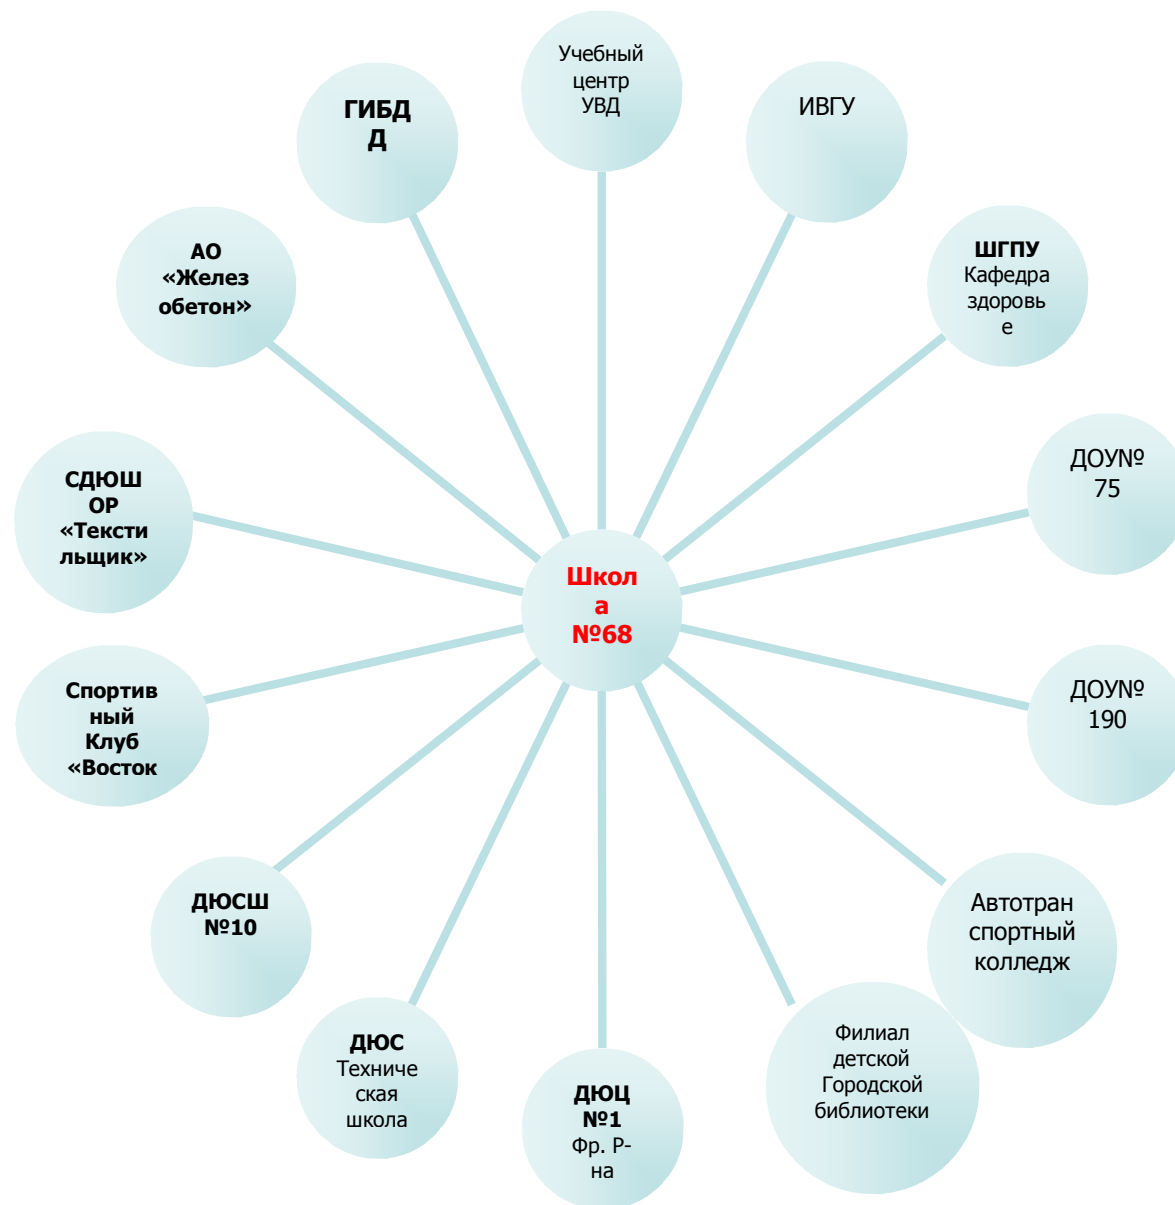 Учебный
центр
УВД
ИВГУ
ШГПУ
Кафедра
здоровь
е
ДОУ№
75
ДОУ№
190
Автотран
спортный
колледж
Филиал
детской
Городской
библиотеки
ДЮЦ
№1
Фр. Р-
на
ДЮС
Техниче
ская
школа
ДЮСШ
№10
Спортив
ный
Клуб
«Восток
СДЮШ
ОР
«Тексти
льщик»
АО
«Желез
обетон»
ГИБД
Д
Школ
а
№68